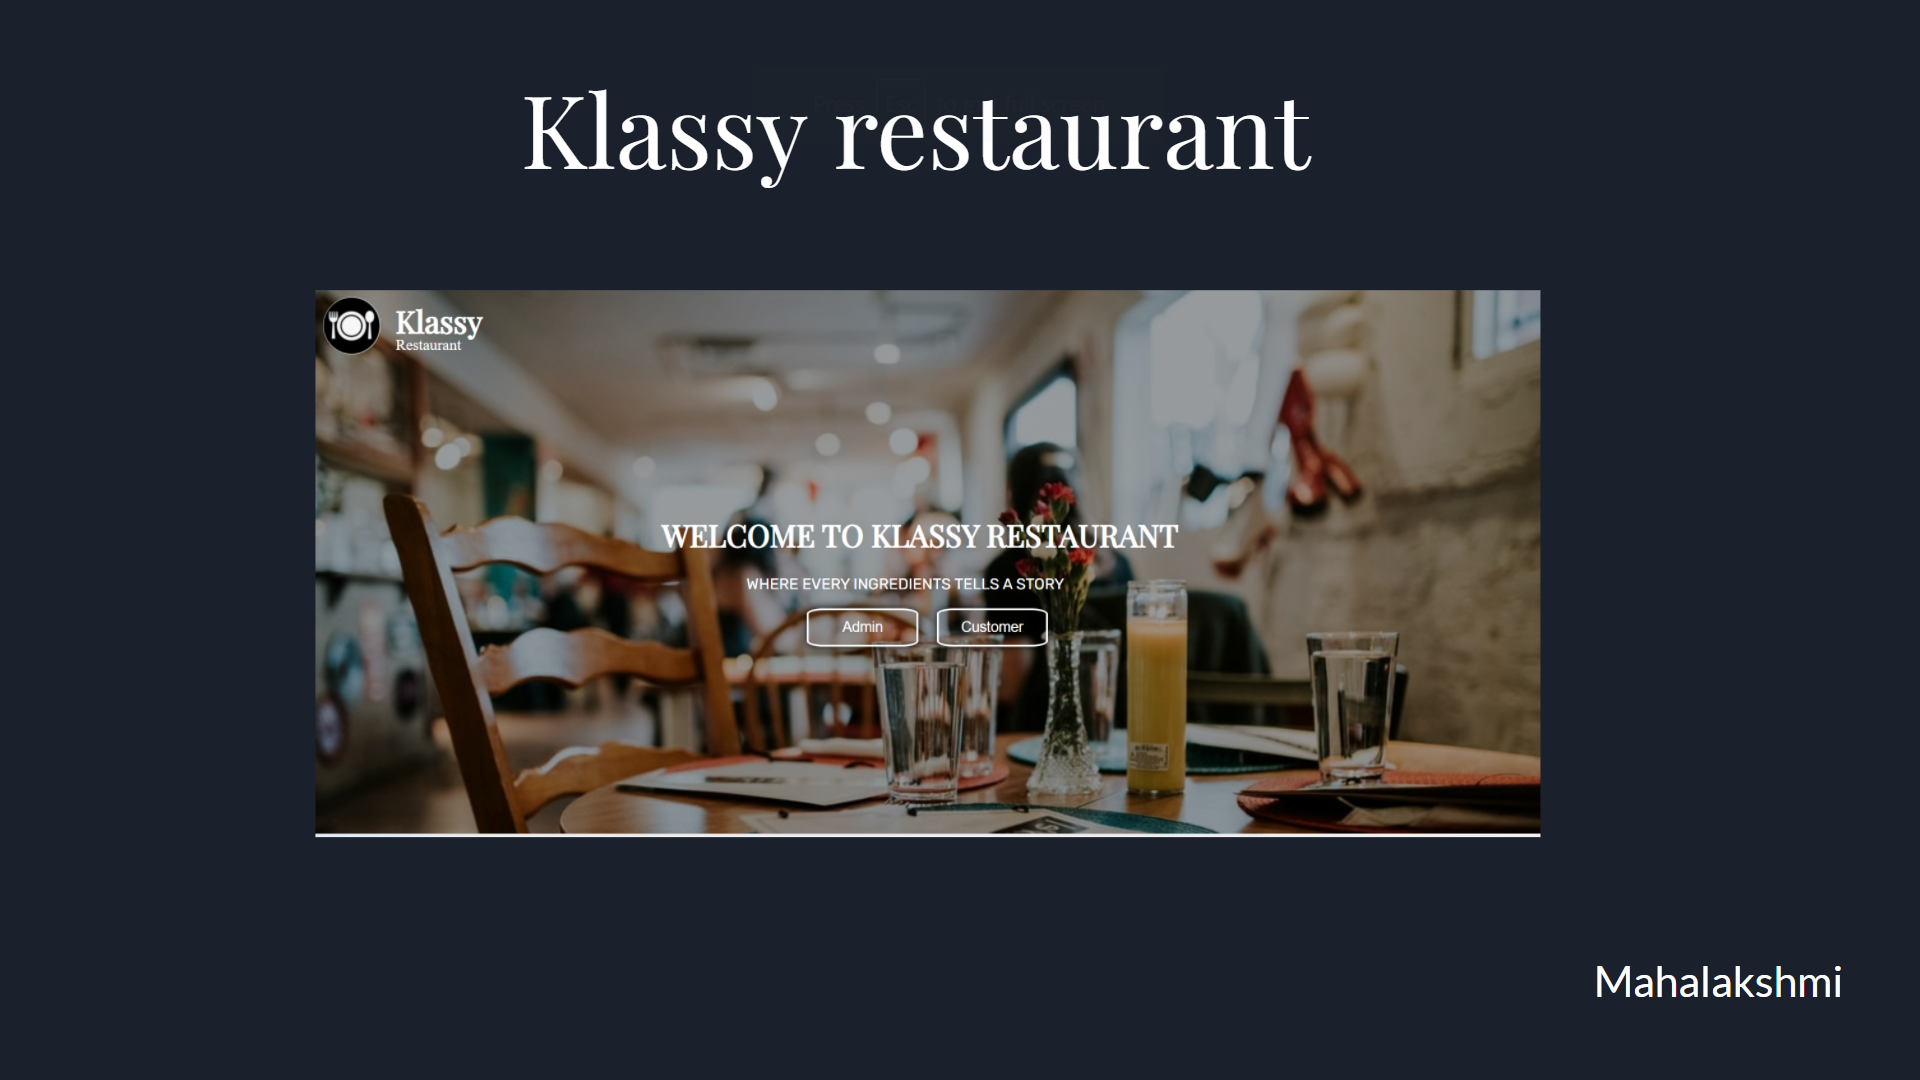 Klassy restaurant
Klassy
Restaurant
WELCOME TO KLASSY RESTAURANT
WHERE EVERY INGREDIENTS TELLS A STORY
Admin
Customer
Mahalakshmi